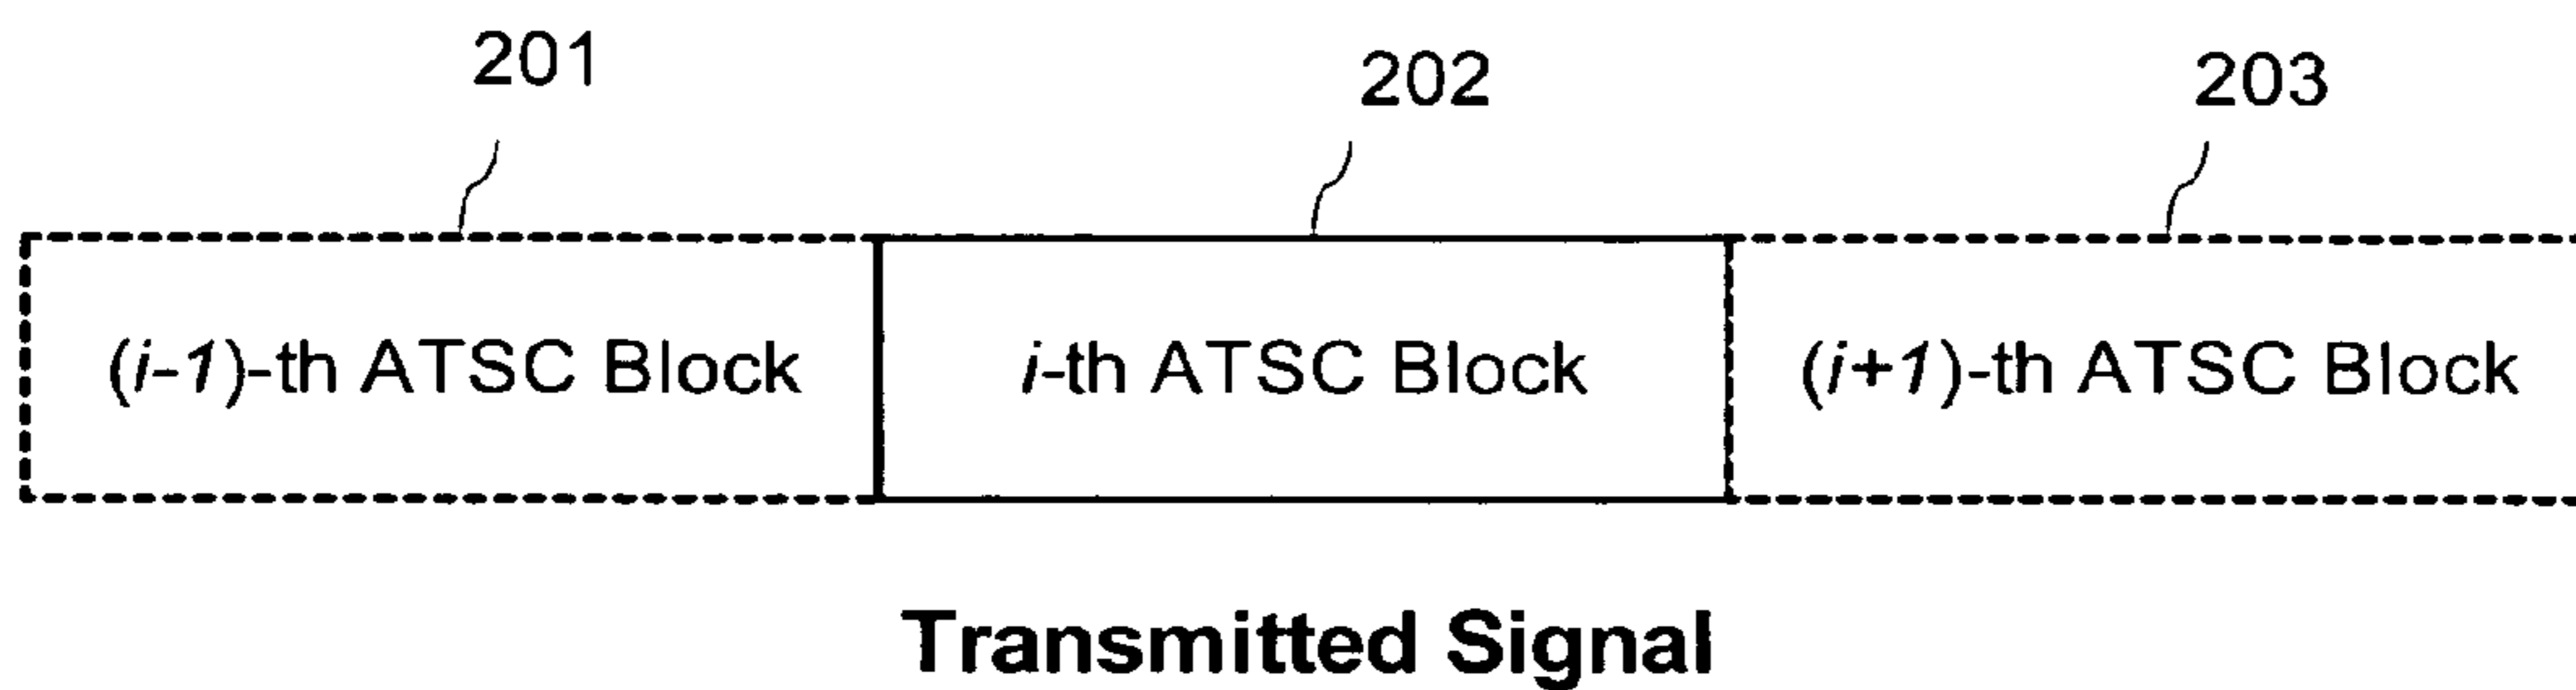 201 202 203
(i-1)-th ATSC Block i-th ATSC Block (i+1)-th ATSC Block
Transmitted Signal